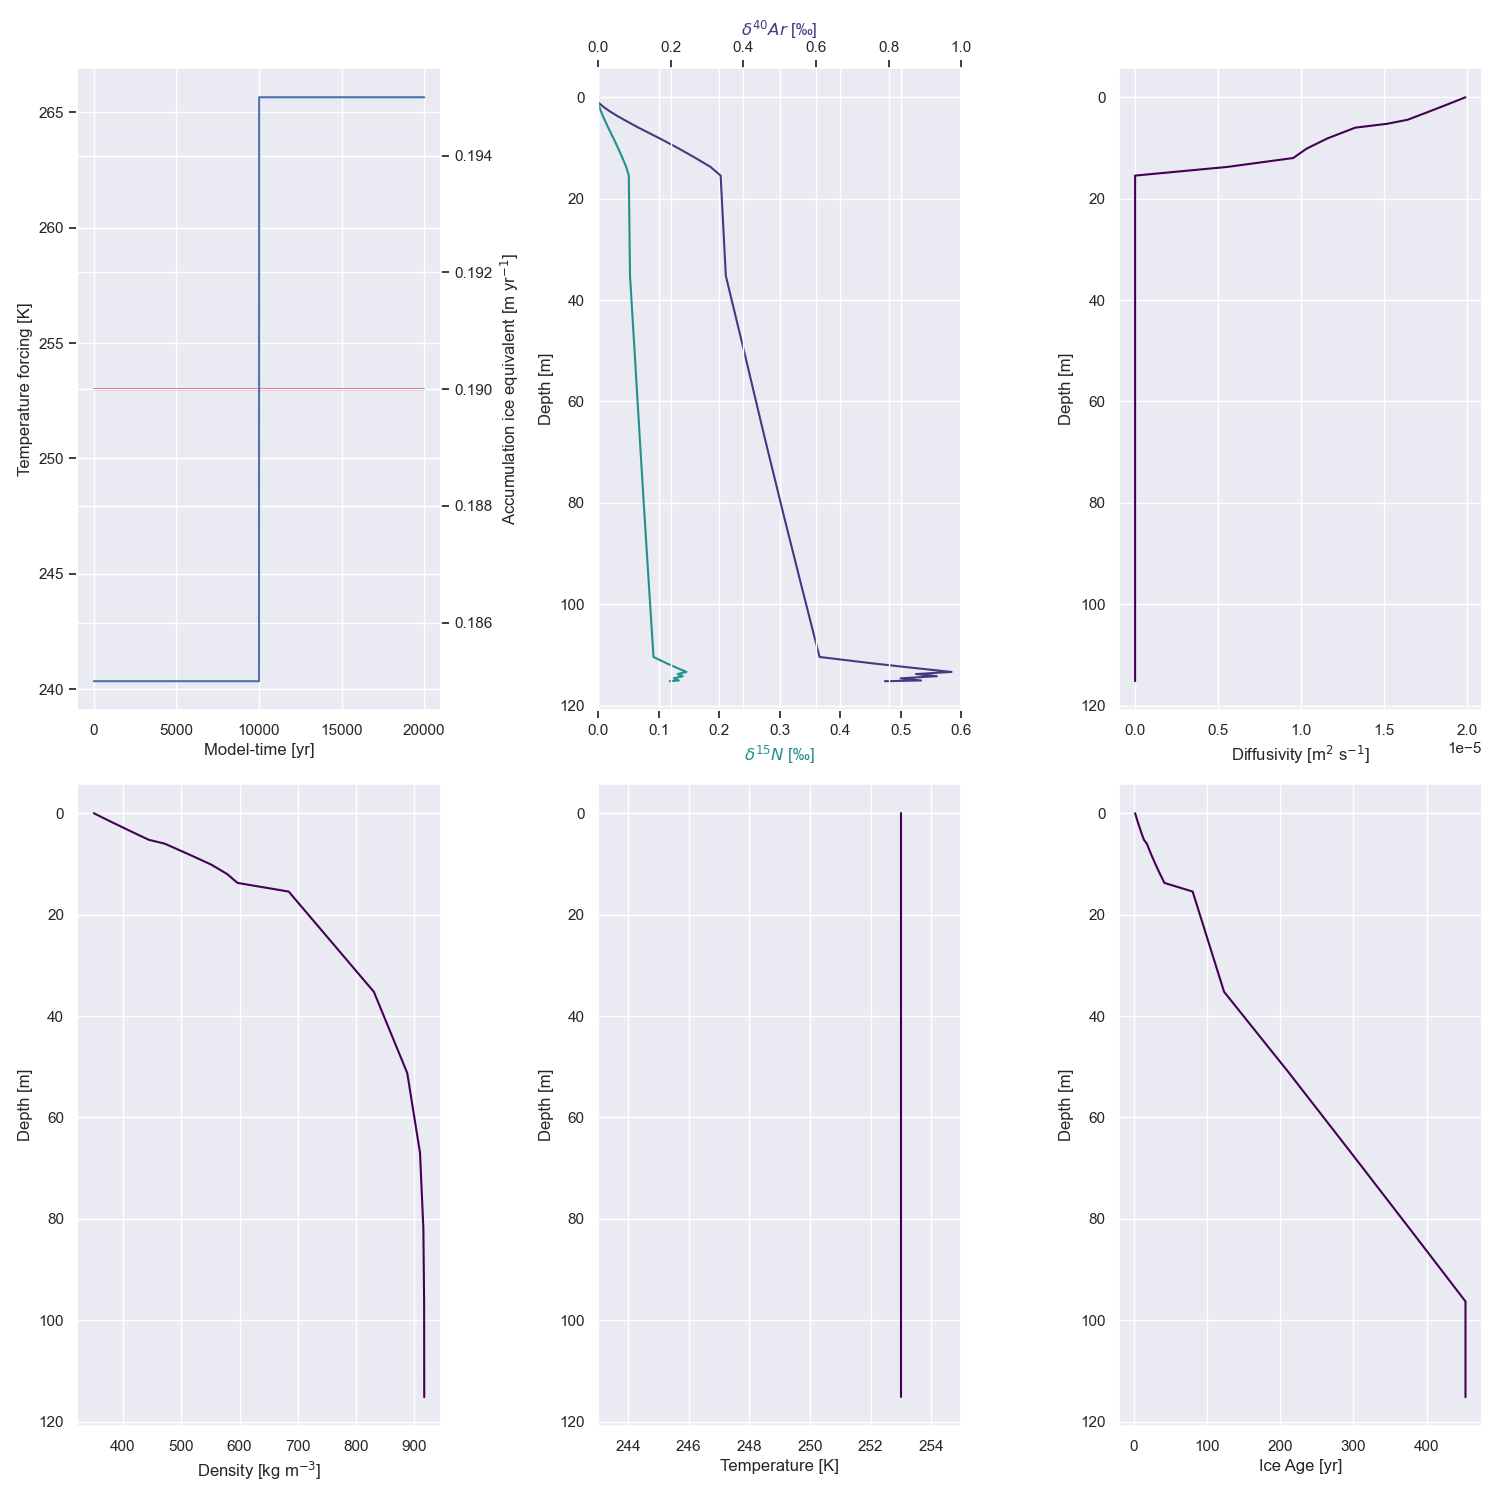 265
260
255
250
245
240
Temperature forcing [K]
0.194
0.192
0.190
0.188
0.186
Accumulation ice equivalent [m yr⁻¹]
0 5000 10000 15000 20000
Model-time [yr]
δ⁴⁰Ar [‰]
0.0 0.2 0.4 0.6 0.8 1.0
0
20
40
60
80
100
120
Depth [m]
0.0 0.1 0.2 0.3 0.4 0.5 0.6
δ¹⁵N [‰]
0
20
40
60
80
100
120
Depth [m]
0.0 0.5 1.0 1.5 2.0
1e−5
Diffusivity [m² s⁻¹]
0
20
40
60
80
100
120
Depth [m]
400 500 600 700 800 900
Density [kg m⁻³]
0
20
40
60
80
100
120
Depth [m]
244 246 248 250 252 254
Temperature [K]
0
20
40
60
80
100
120
Depth [m]
0 100 200 300 400
Ice Age [yr]